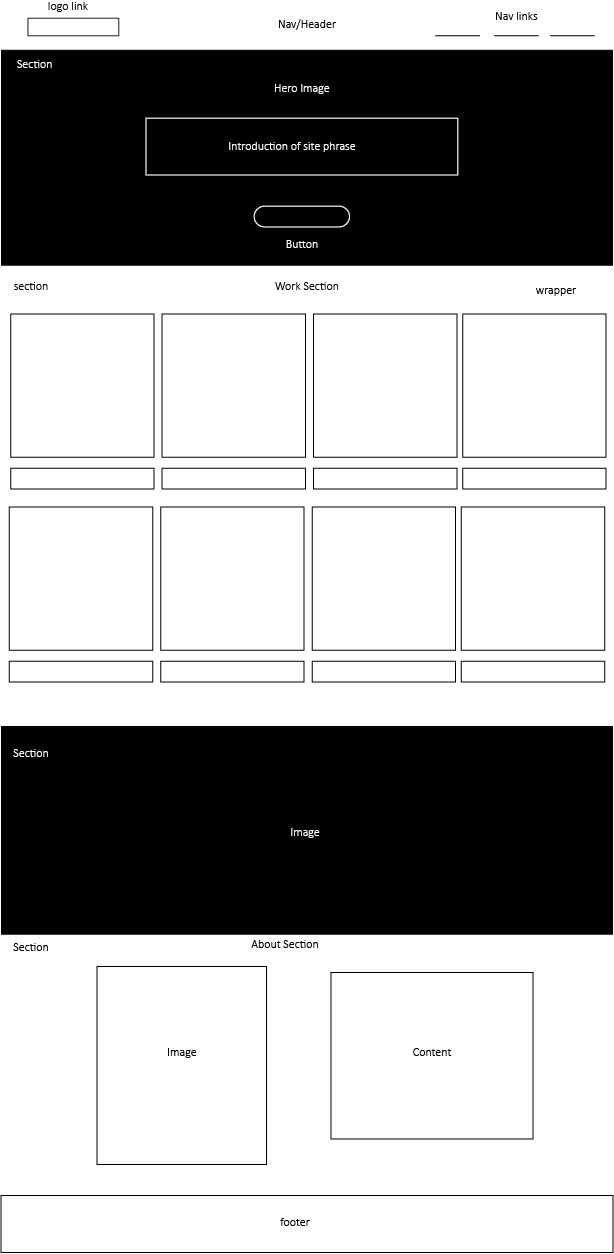 logo link
Nav/Header
Nav links
Section
Hero Image
Introduction of site phrase
Button
section
Work Section
wrapper
Section
Image
Section
About Section
Image
Content
footer